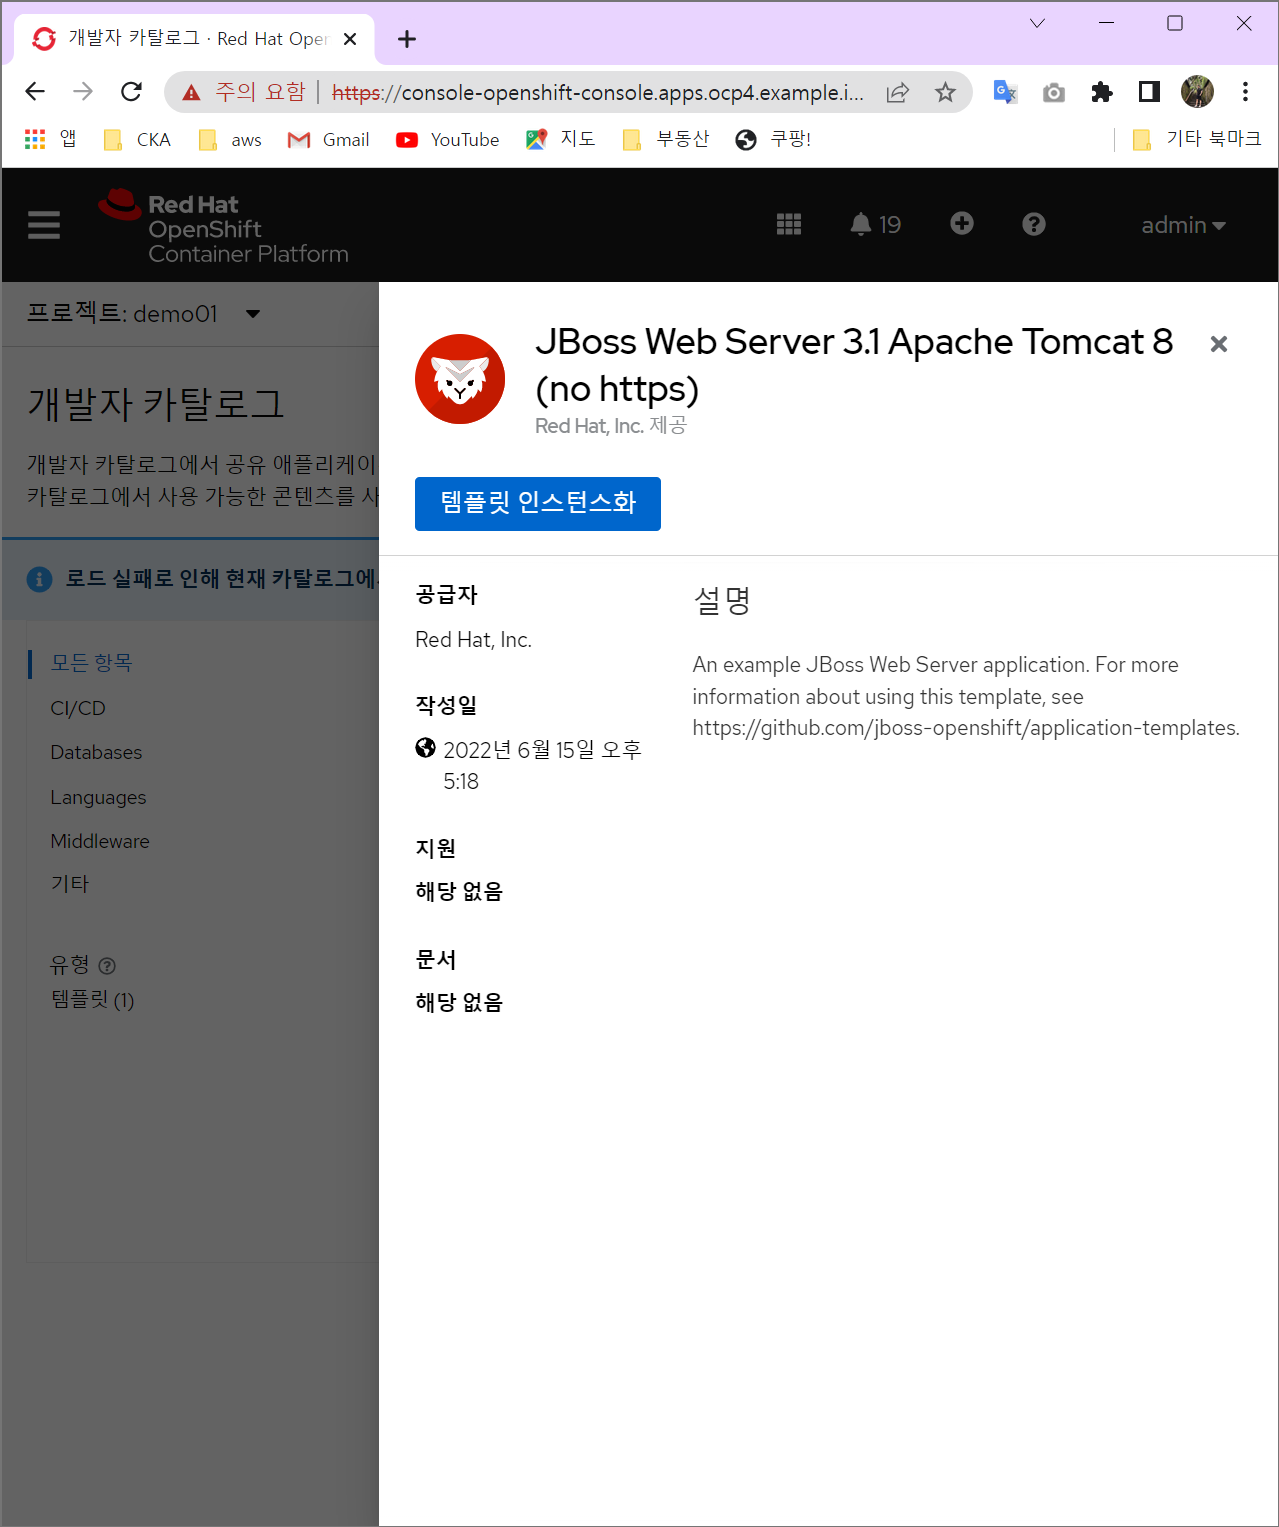 개발자 카탈로그 · Red Hat Oper
주의 요함 | https://console-openshift-console.apps.ocp4.example.i...
앱 CKA aws Gmail YouTube 지도 부동산 쿠팡! 기타 북마크
Red Hat
OpenShift
Container Platform
19
admin
프로젝트: demo01
개발자 카탈로그
개발자 카탈로그에서 공유 애플리케이
카탈로그에서 사용 가능한 콘텐츠를 사
로드 실패로 인해 현재 카탈로그에
모든 항목
CI/CD
Databases
Languages
Middleware
기타
유형
템플릿 (1)
JBoss Web Server 3.1 Apache Tomcat 8
(no https)
Red Hat, Inc. 제공
템플릿 인스턴스화
공급자
Red Hat, Inc.
작성일
2022년 6월 15일 오후
5:18
지원
해당 없음
문서
해당 없음
설명
An example JBoss Web Server application. For more
information about using this template, see
https://github.com/jboss-openshift/application-templates.